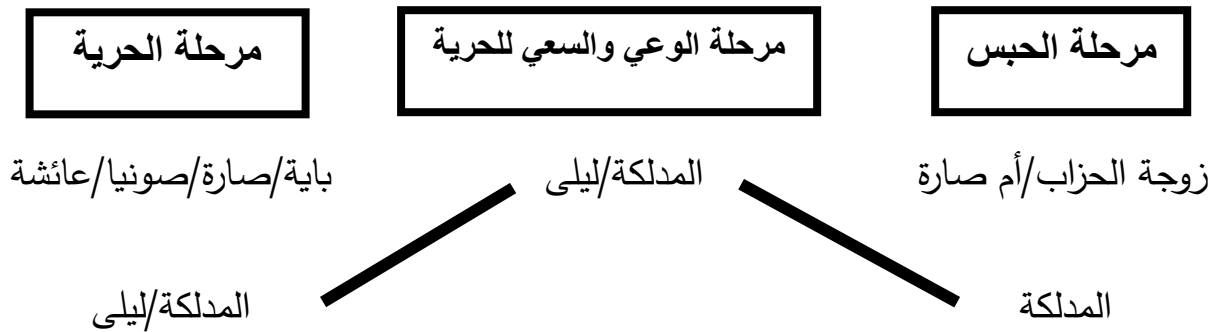 مرحلة الحبس
مرحلة الوعي والسعي للحرية
مرحلة الحرية
زوجة الحزاب/أم صارة
المدلكة/ليلى
باية/صارة/صونيا/عائشة
المدلكة
المدلكة/ليلى